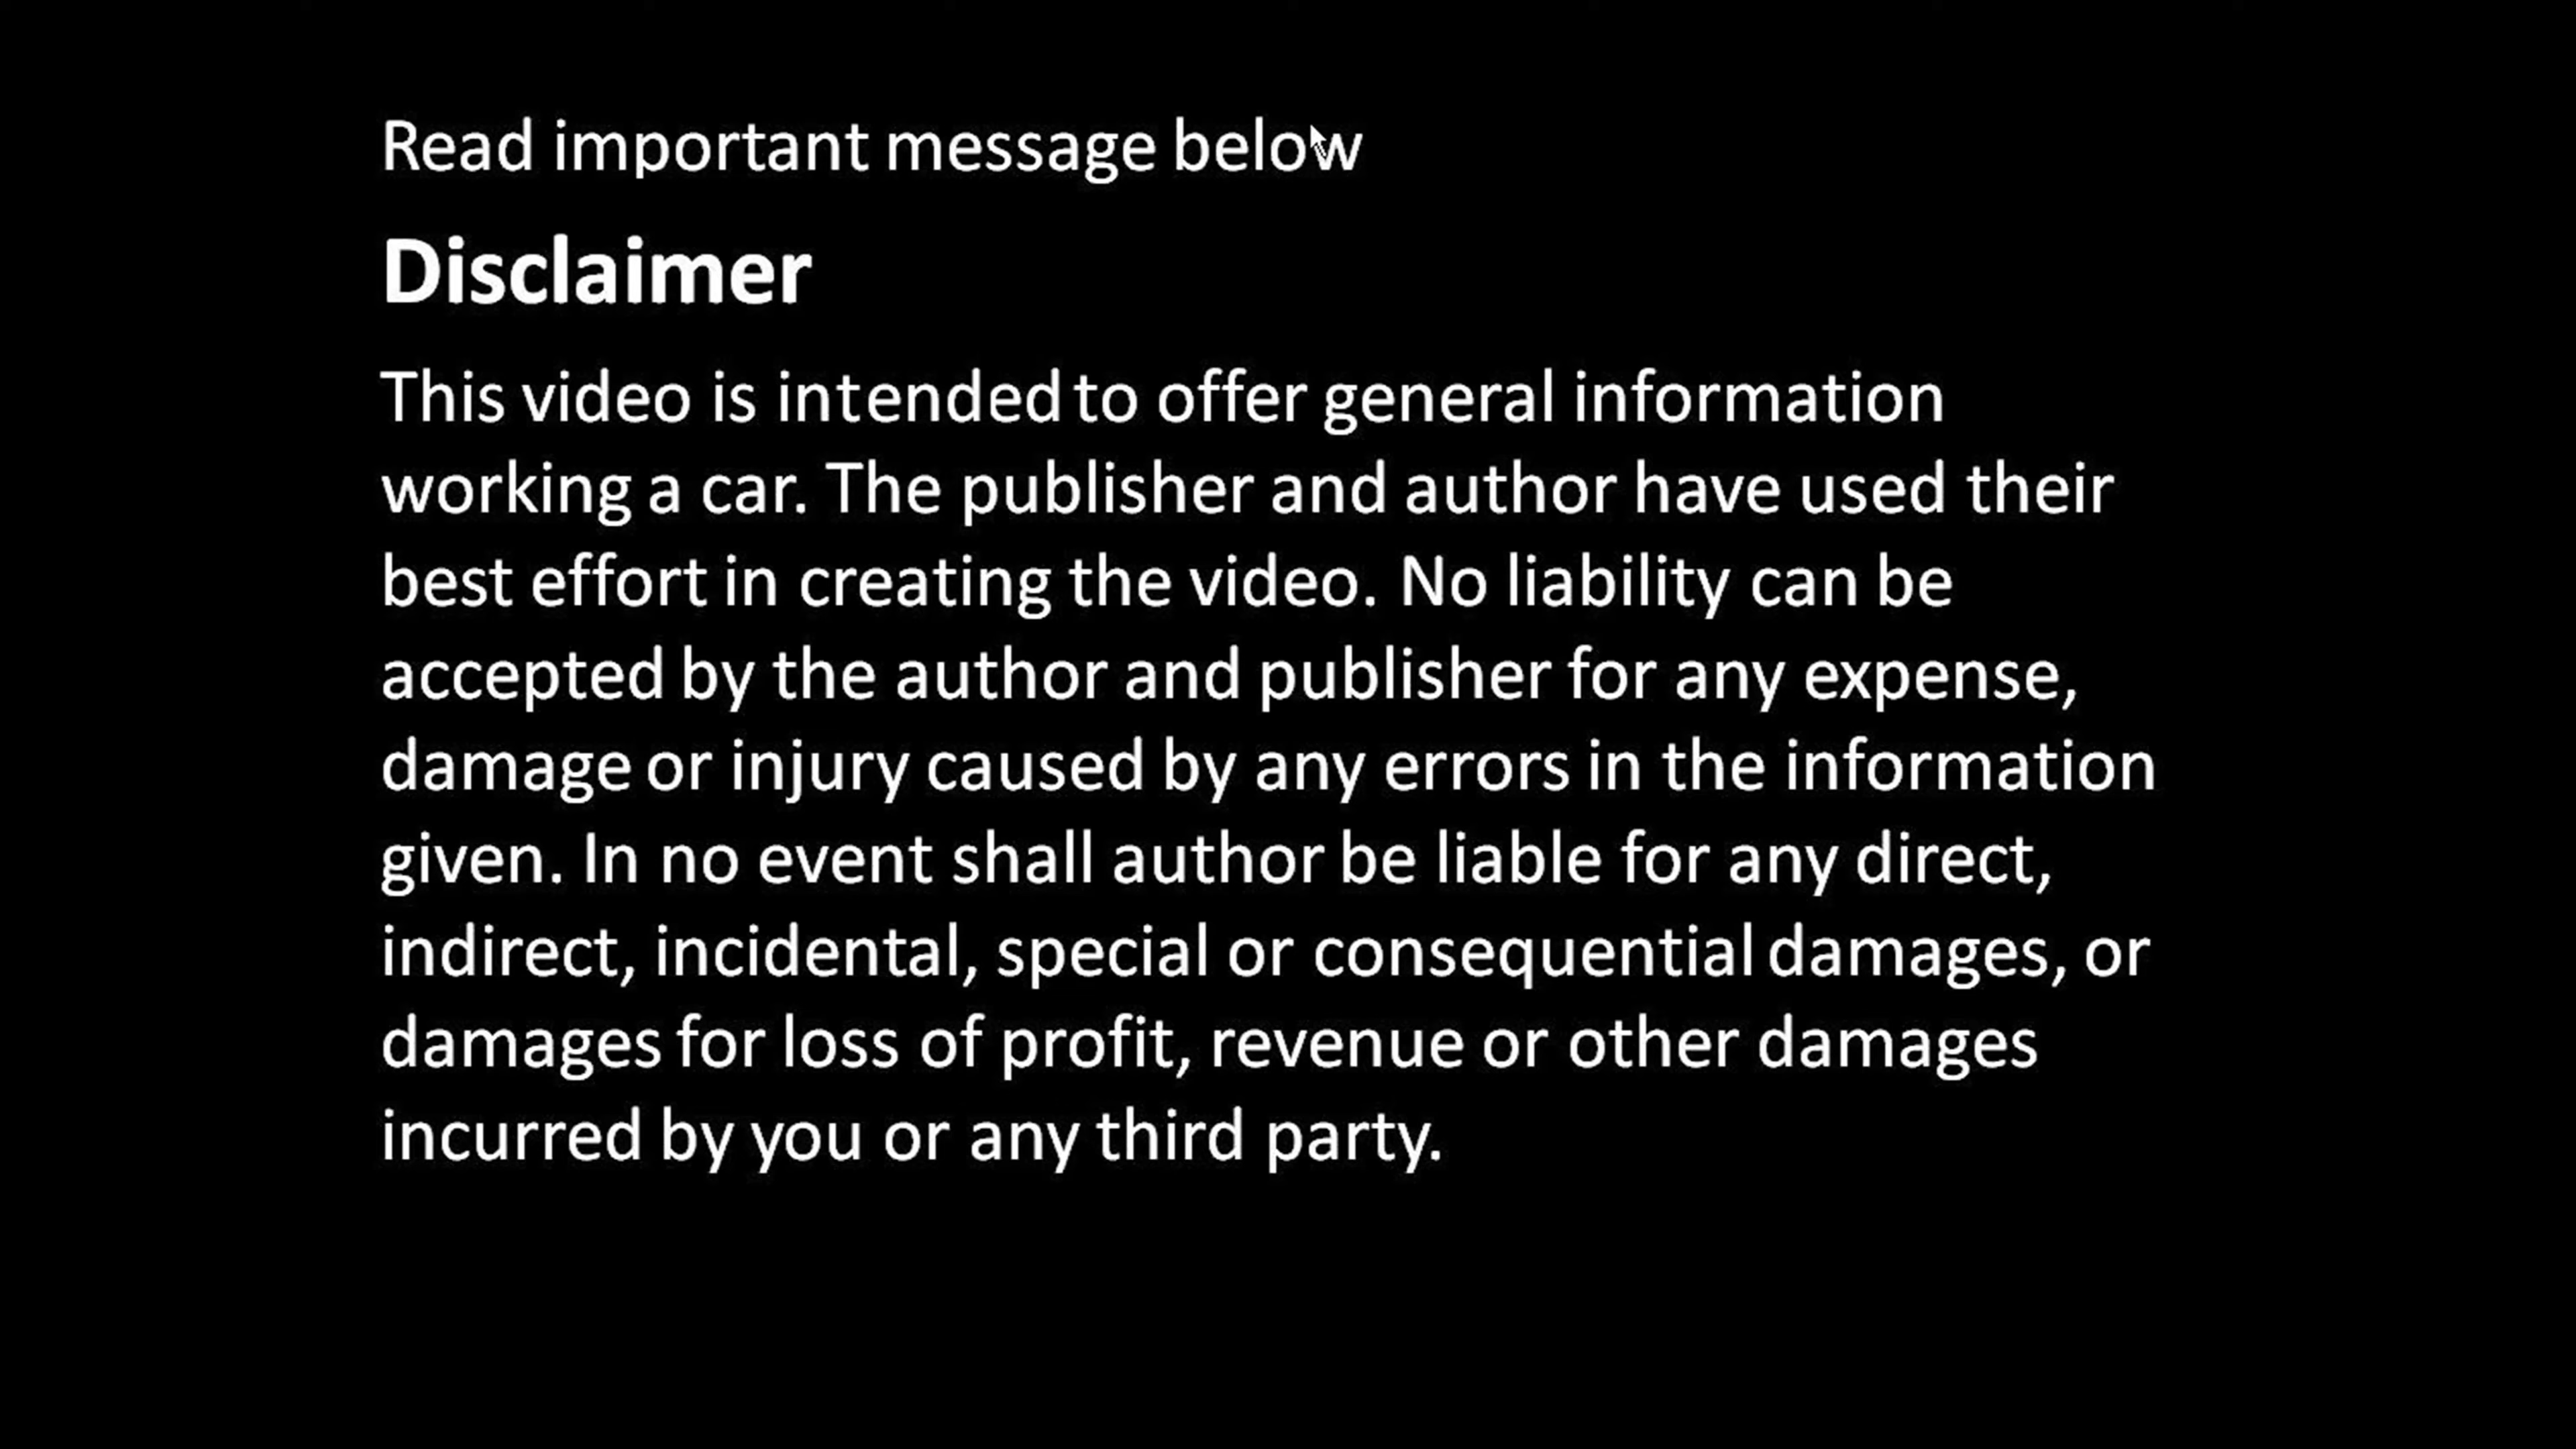 Read important message below
Disclaimer
This video is intended to offer general information
working a car. The publisher and author have used their
best effort in creating the video. No liability can be
accepted by the author and publisher for any expense,
damage or injury caused by any errors in the information
given. In no event shall author be liable for any direct,
indirect, incidental, special or consequential damages, or
damages for loss of profit, revenue or other damages
incurred by you or any third party.